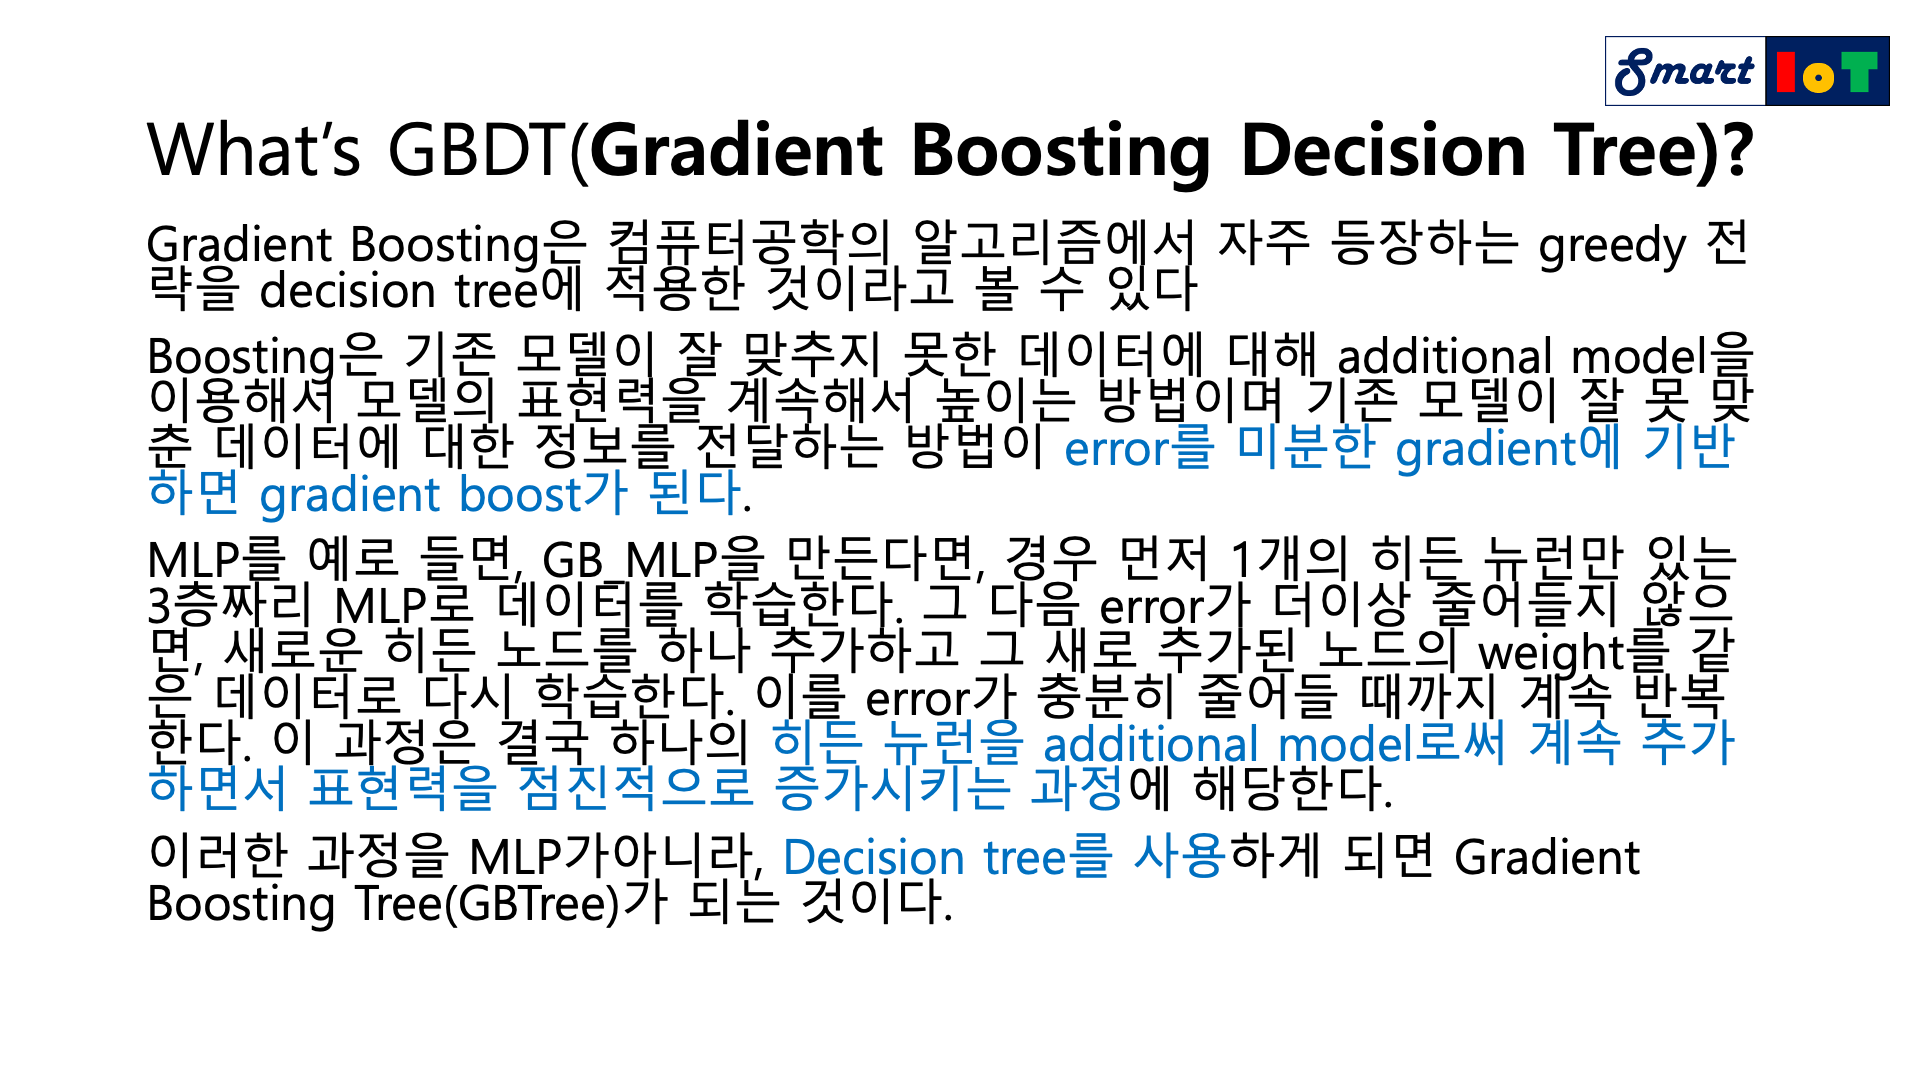 Smart IoT
What's GBDT(Gradient Boosting Decision Tree)?
Gradient Boosting은 컴퓨터공학의 알고리즘에서 자주 등장하는 greedy 전
략을 decision tree에 적용한 것이라고 볼 수 있다
Boosting은 기존 모델이 잘 맞추지 못한 데이터에 대해 additional model을
이용해서 모델의 표현력을 계속해서 높이는 방법이며 기존 모델이 잘 못 맞
춘 데이터에 대한 정보를 전달하는 방법이 error를 미분한 gradient에 기반
하면 gradient boost가 된다.
MLP를 예로 들면, GB_MLP을 만든다면, 경우 먼저 1개의 히든 뉴런만 있는
3층짜리 MLP로 데이터를 학습한다. 그 다음 error가 더이상 줄어들지 않으
면, 새로운 히든 노드를 하나 추가하고 그 새로 추가된 노드의 weight를 같
은 데이터로 다시 학습한다. 이를 error가 충분히 줄어들 때까지 계속 반복
한다. 이 과정은 결국 하나의 히든 뉴런을 additional model로써 계속 추가
하면서 표현력을 점진적으로 증가시키는 과정에 해당한다.
이러한 과정을 MLP가아니라, Decision tree를 사용하게 되면 Gradient
Boosting Tree(GBTree)가 되는 것이다.